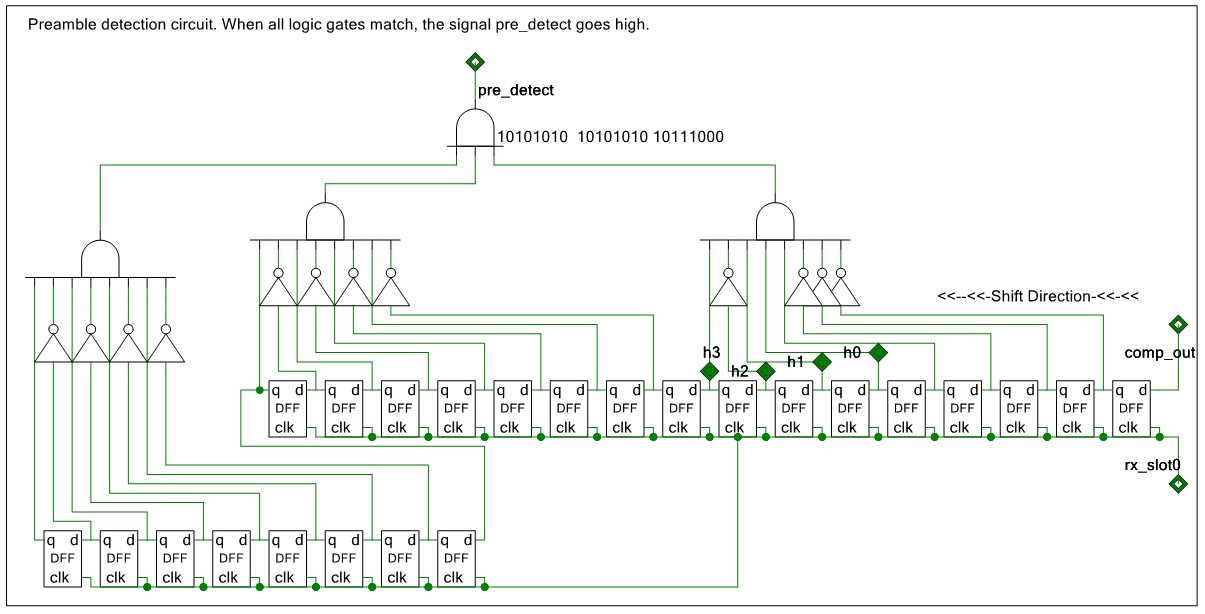 Preamble detection circuit. When all logic gates match, the signal pre_detect goes high.
pre_detect
10101010  10101010 10111000
<<--<<-Shift Direction-<<-<<
comp_out
h3
h2
h1
h0
q d q d q d q d q d q d q d q d q d q d q d q d q d q d q d q d
DFF DFF DFF DFF DFF DFF DFF DFF DFF DFF DFF DFF DFF DFF DFF DFF
clk clk clk clk clk clk clk clk clk clk clk clk clk clk clk clk
rx_slot0
q d q d q d q d q d q d q d q d
DFF DFF DFF DFF DFF DFF DFF DFF
clk clk clk clk clk clk clk clk